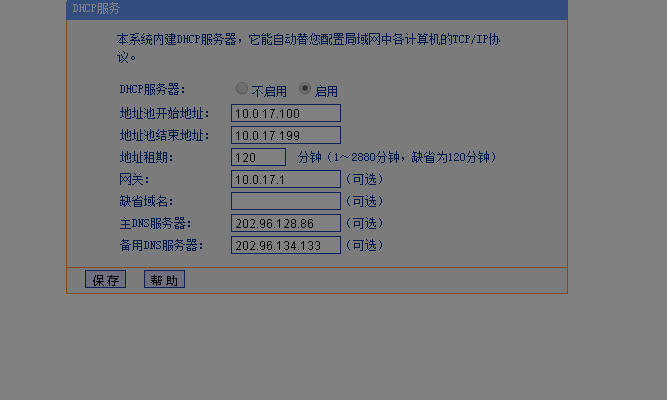 DHCP服务
本系统内建DHCP服务器，它能自动替您配置局域网中各计算机的TCP/IP协
议。
DHCP服务器： 不启用 启用
地址池开始地址： 10.0.17.100
地址池结束地址： 10.0.17.199
地址租期： 120 分钟（1～2880分钟，缺省为120分钟）
网关： 10.0.17.1 （可选）
缺省域名： （可选）
主DNS服务器： 202.96.128.86 （可选）
备用DNS服务器： 202.96.134.133 （可选）
保存 帮助